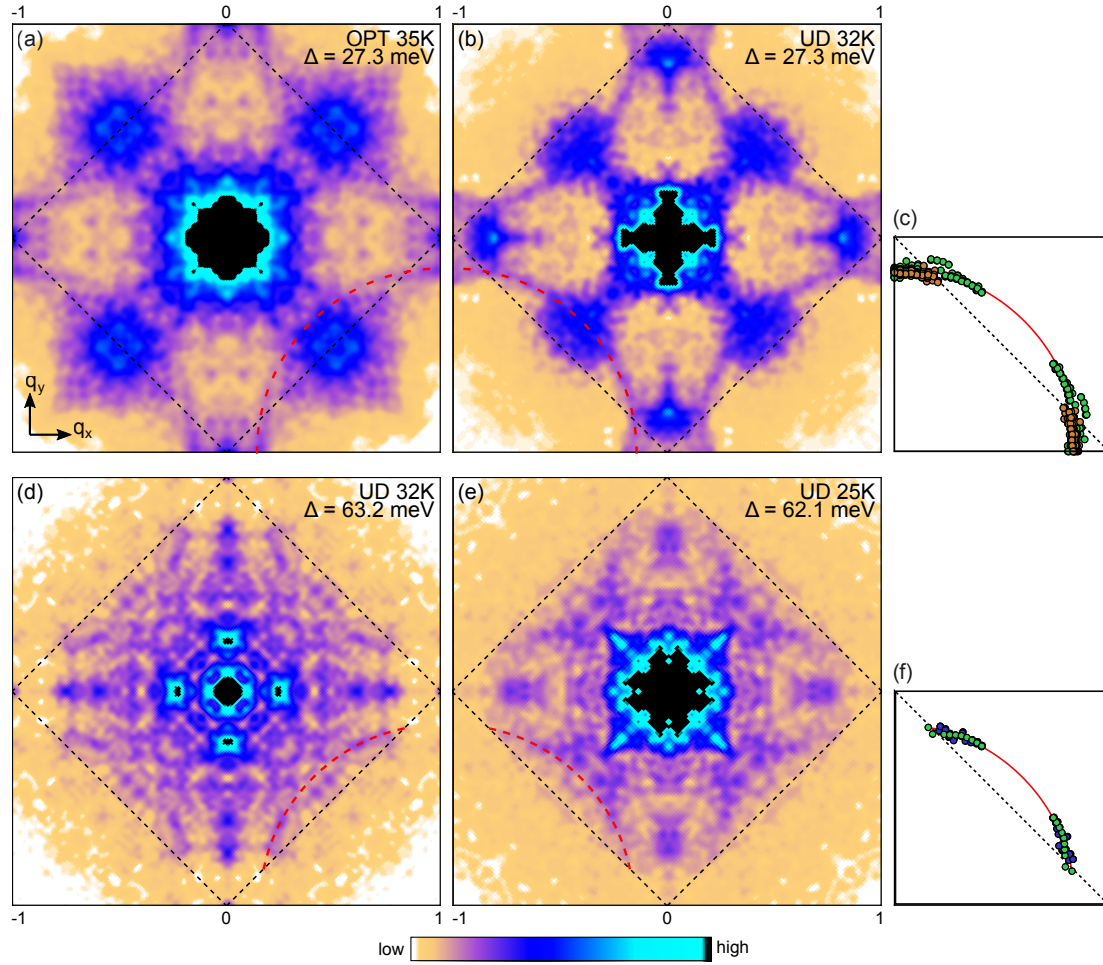 -1 0 1 -1 0 1
(a) OPT 35K
Δ = 27.3 meV
(b) UD 32K
Δ = 27.3 meV
(c)
q_y
q_x
(d) UD 32K
Δ = 63.2 meV
(e) UD 25K
Δ = 62.1 meV
(f)
-1 0 1 -1 0 1
low high